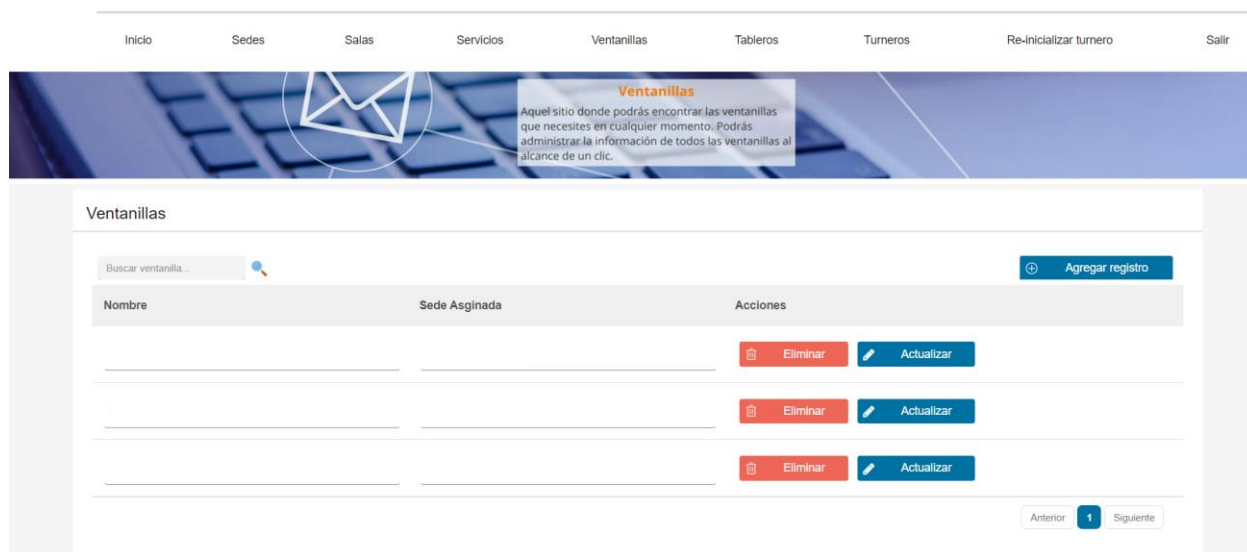 Inicio Sedes Salas Servicios Ventanillas Tableros Turneros Re-inicializar turnero Salir
Ventanillas
Aquel sitio donde podrás encontrar las ventanillas
que necesites en cualquier momento. Podrás
administrar la información de todos las ventanillas al
alcance de un clic.
Ventanillas
Buscar ventanilla... Agregar registro
Nombre Sede Asginada Acciones
Eliminar Actualizar
Eliminar Actualizar
Eliminar Actualizar
Anterior 1 Siguiente